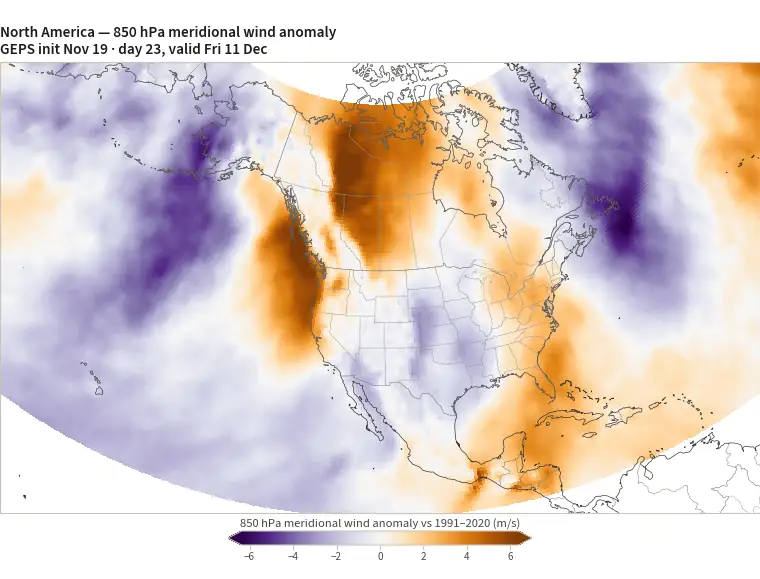 North America — 850 hPa meridional wind anomaly
GEPS init Nov 19 · day 23, valid Fri 11 Dec
850 hPa meridional wind anomaly vs 1991–2020 (m/s)
−6 −4 −2 0 2 4 6